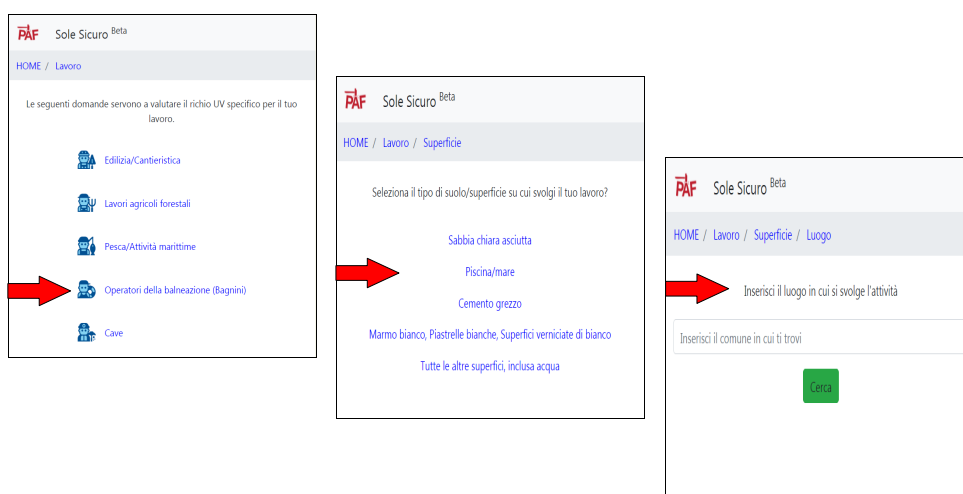 PAF Sole Sicuro Beta
HOME / Lavoro
Le seguenti domande servono a valutare il richio UV specifico per il tuo
lavoro.
Edilizia/Cantieristica
Lavori agricoli forestali
Pesca/Attività marittime
Operatori della balneazione (Bagnini)
Cave
PAF Sole Sicuro Beta
HOME / Lavoro / Superficie
Seleziona il tipo di suolo/superficie su cui svolgi il tuo lavoro?
Sabbia chiara asciutta
Piscina/mare
Cemento grezzo
Marmo bianco, Piastrelle bianche, Superfici verniciate di bianco
Tutte le altre superfici, inclusa acqua
PAF Sole Sicuro Beta
HOME / Lavoro / Superficie / Luogo
Inserisci il luogo in cui si svolge l'attività
Inserisci il comune in cui ti trovi
Cerca